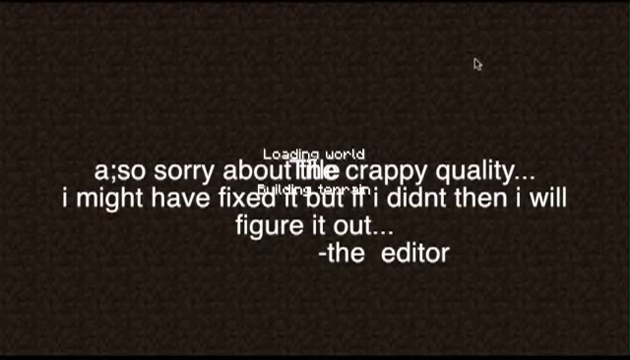 Loading world
a;so sorry about the crappy quality...
Title
Building terrain
i might have fixed it but if i didnt then i will
figure it out...
-the editor